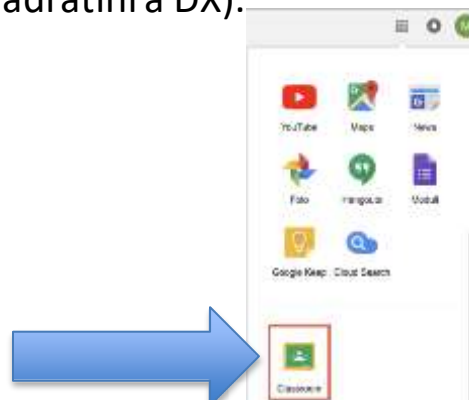 adratini a DX).
M
YouTube Maps News
Foto Hangouts Moduli
Google Keep Cloud Search
Classroom